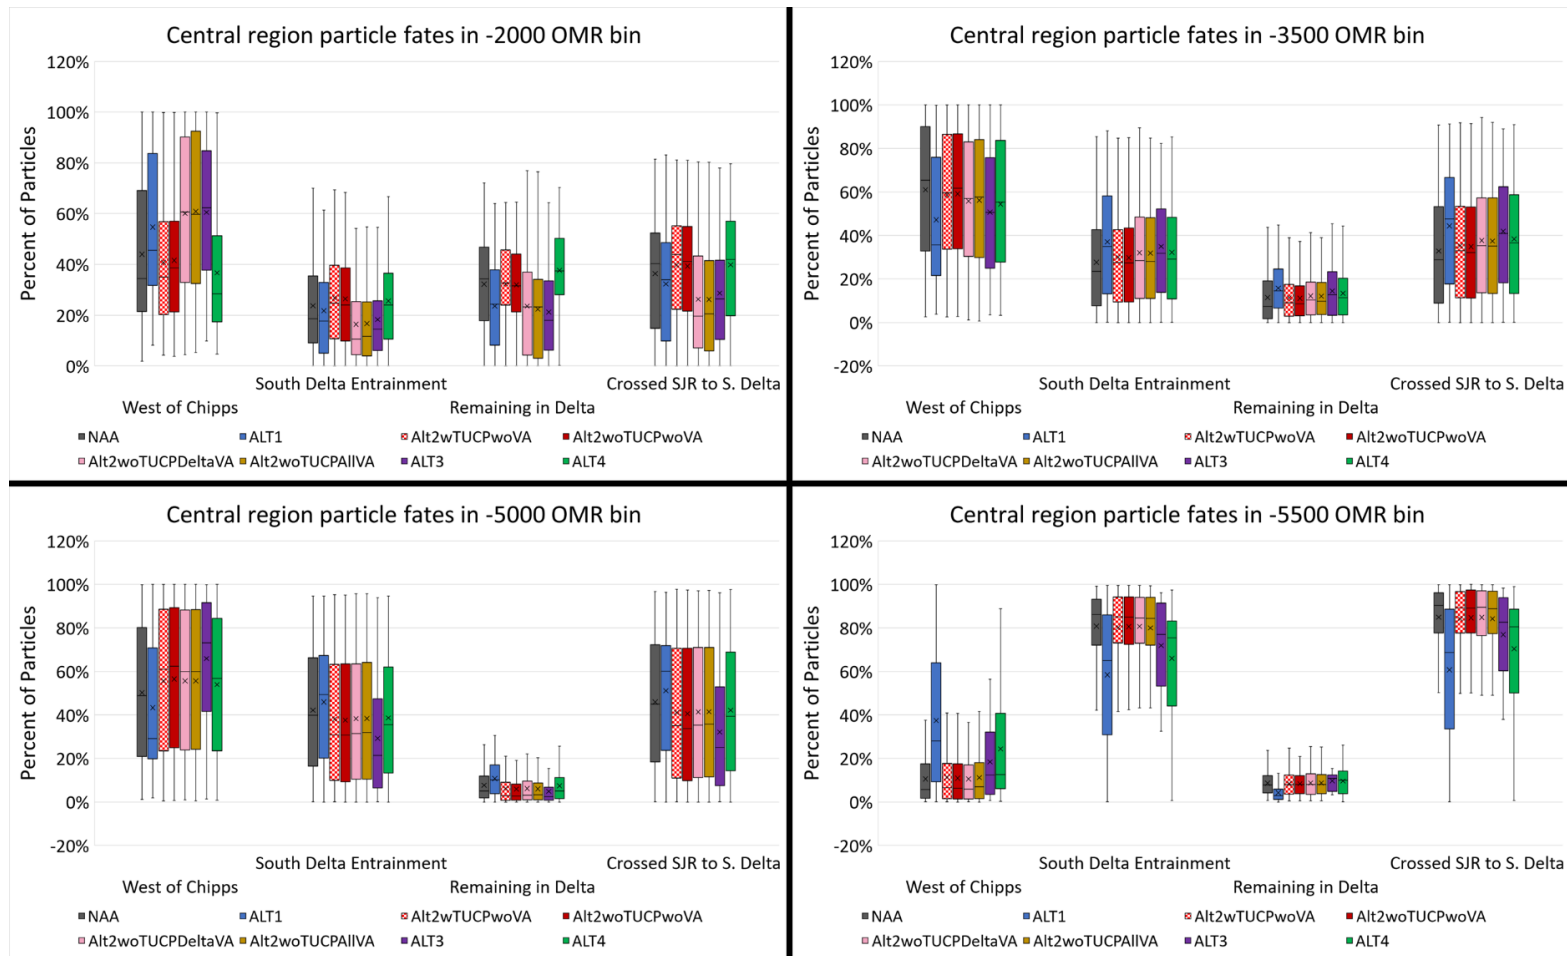 Central region particle fates in -2000 OMR bin
120%
100%
80%
60%
40%
20%
0%
Percent of Particles
South Delta Entrainment
Crossed SJR to S. Delta
West of Chipps
Remaining in Delta
NAA
ALT1
Alt2wTUCPwoVA
Alt2woTUCPwoVA
Alt2woTUCPDeltaVA
Alt2woTUCPAllVA
ALT3
ALT4
Central region particle fates in -3500 OMR bin
120%
100%
80%
60%
40%
20%
0%
-20%
Percent of Particles
South Delta Entrainment
Crossed SJR to S. Delta
West of Chipps
Remaining in Delta
NAA
ALT1
Alt2wTUCPwoVA
Alt2woTUCPwoVA
Alt2woTUCPDeltaVA
Alt2woTUCPAllVA
ALT3
ALT4
Central region particle fates in -5000 OMR bin
120%
100%
80%
60%
40%
20%
0%
-20%
Percent of Particles
South Delta Entrainment
Crossed SJR to S. Delta
West of Chipps
Remaining in Delta
NAA
ALT1
Alt2wTUCPwoVA
Alt2woTUCPwoVA
Alt2woTUCPDeltaVA
Alt2woTUCPAllVA
ALT3
ALT4
Central region particle fates in -5500 OMR bin
120%
100%
80%
60%
40%
20%
0%
-20%
Percent of Particles
South Delta Entrainment
Crossed SJR to S. Delta
West of Chipps
Remaining in Delta
NAA
ALT1
Alt2wTUCPwoVA
Alt2woTUCPwoVA
Alt2woTUCPDeltaVA
Alt2woTUCPAllVA
ALT3
ALT4